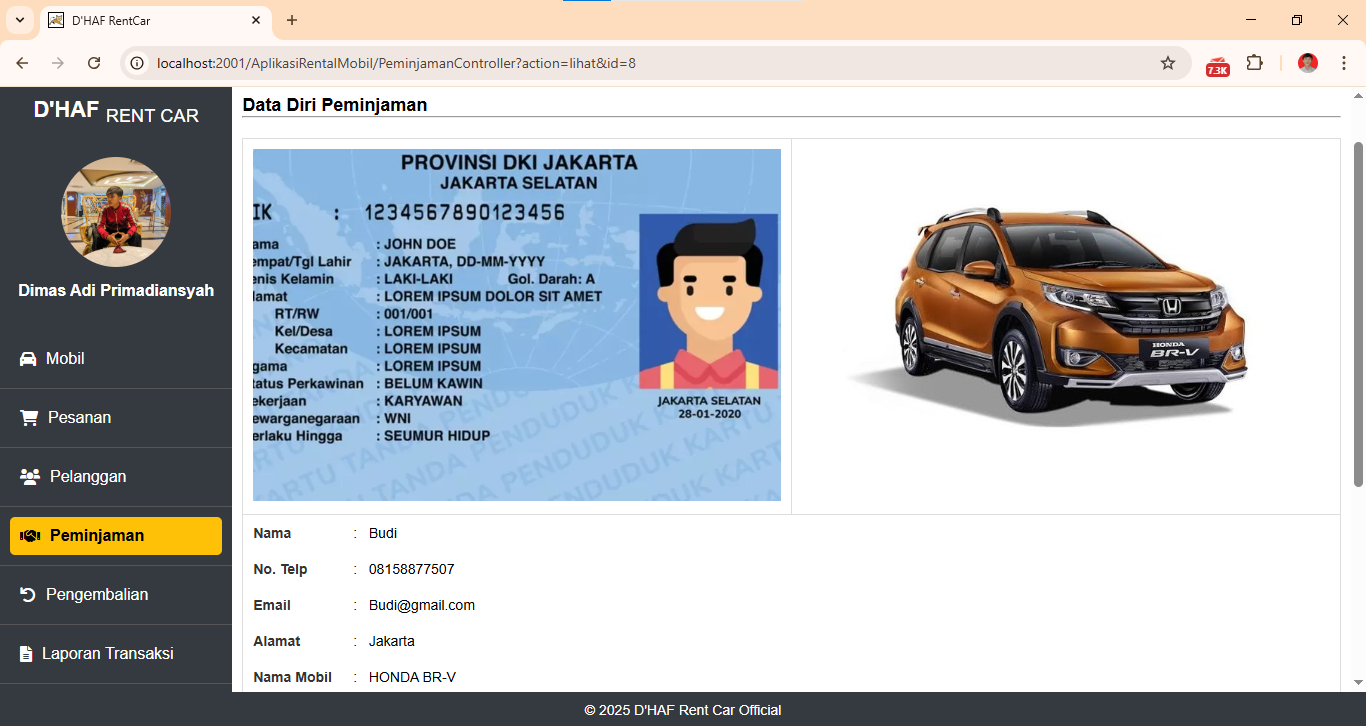 D'HAF RentCar
localhost:2001/AplikasiRentalMobil/PeminjamanController?action=lihat&id=8
7.3K
D'HAF RENT CAR
Dimas Adi Primadiansyah
Mobil
Pesanan
Pelanggan
Peminjaman
Pengembalian
Laporan Transaksi
Data Diri Peminjaman
PROVINSI DKI JAKARTA
JAKARTA SELATAN
IK : 1234567890123456
ama : JOHN DOE
empat/Tgl Lahir : JAKARTA, DD-MM-YYYY
enis Kelamin : LAKI-LAKI Gol. Darah: A
lamat : LOREM IPSUM DOLOR SIT AMET
RT/RW : 001/001
Kel/Desa : LOREM IPSUM
Kecamatan : LOREM IPSUM
gama : LOREM IPSUM
tatus Perkawinan : BELUM KAWIN
ekerjaan : KARYAWAN
ewarganegaraan : WNI
erlaku Hingga : SEUMUR HIDUP
JAKARTA SELATAN
28-01-2020
KARTU TANDA PENDUDUK KARTU TANDA PENDUDUK KARTU
HONDA
BR-V
Nama : Budi
No. Telp : 08158877507
Email : Budi@gmail.com
Alamat : Jakarta
Nama Mobil : HONDA BR-V
© 2025 D'HAF Rent Car Official